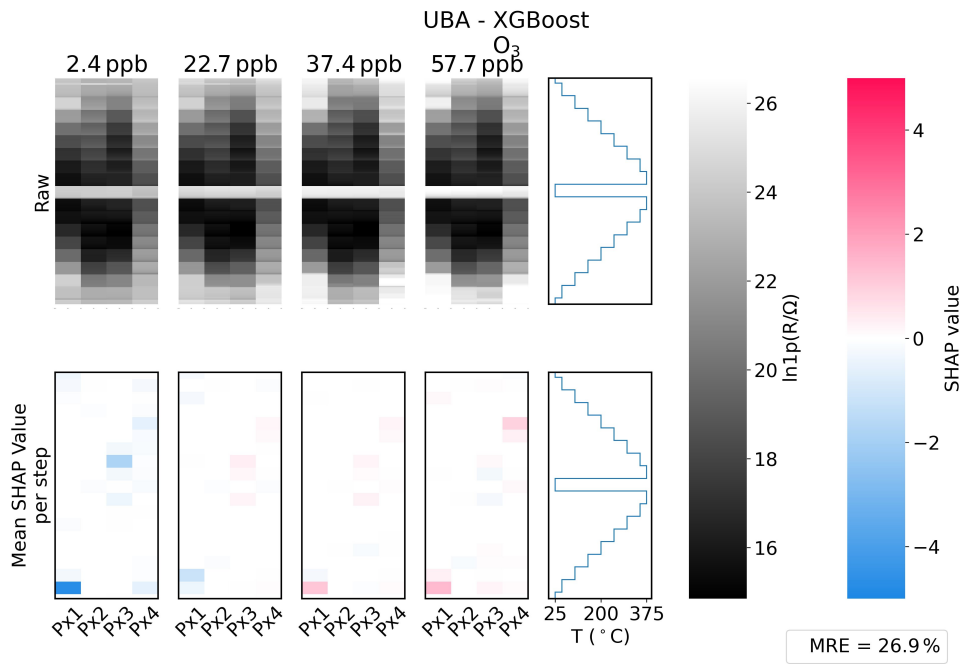 UBA - XGBoost
O₃
2.4 ppb 22.7 ppb 37.4 ppb 57.7 ppb
Raw
26
24
22
20
18
16
ln1p(R/Ω)
4
2
0
−2
−4
SHAP value
Mean SHAP Value
per step
Px1 Px2 Px3 Px4 Px1 Px2 Px3 Px4 Px1 Px2 Px3 Px4 Px1 Px2 Px3 Px4
25 200 375
T (°C)
MRE = 26.9 %